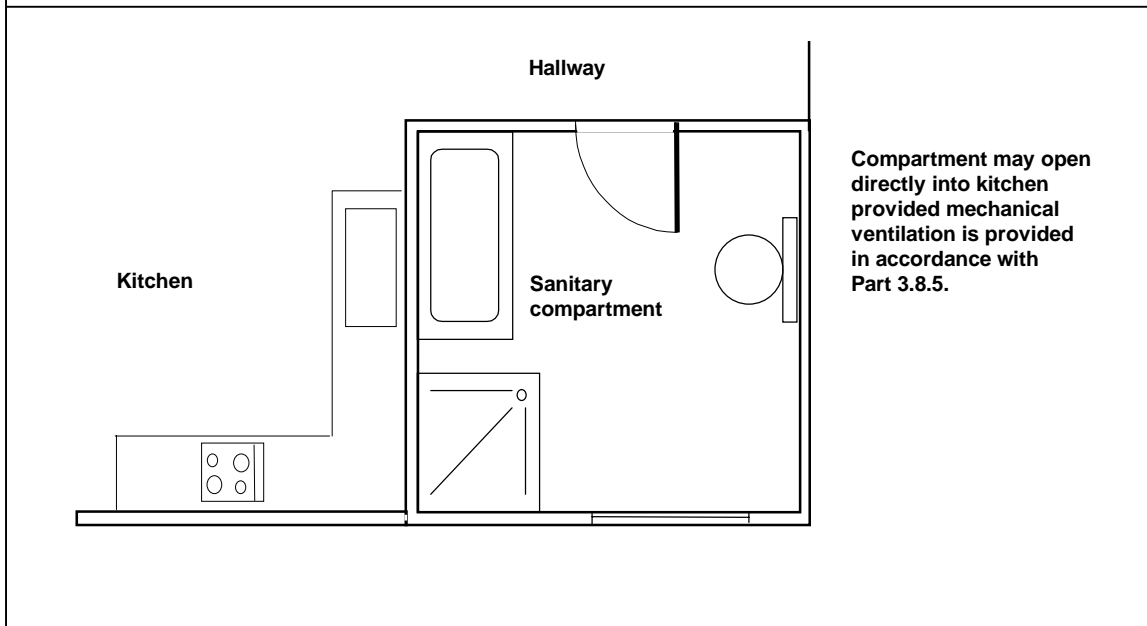 Hallway
Compartment may open
directly into kitchen
provided mechanical
ventilation is provided
in accordance with
Part 3.8.5.
Kitchen
Sanitary
compartment